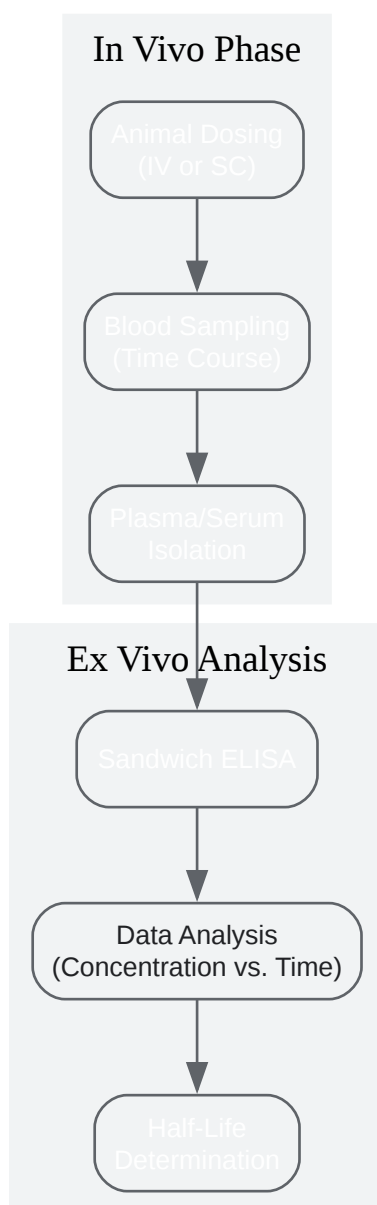 In Vivo Phase
Animal Dosing
(IV or SC)
Blood Sampling
(Time Course)
Plasma/Serum
Isolation
Ex Vivo Analysis
Sandwich ELISA
Data Analysis
(Concentration vs. Time)
Half-Life
Determination